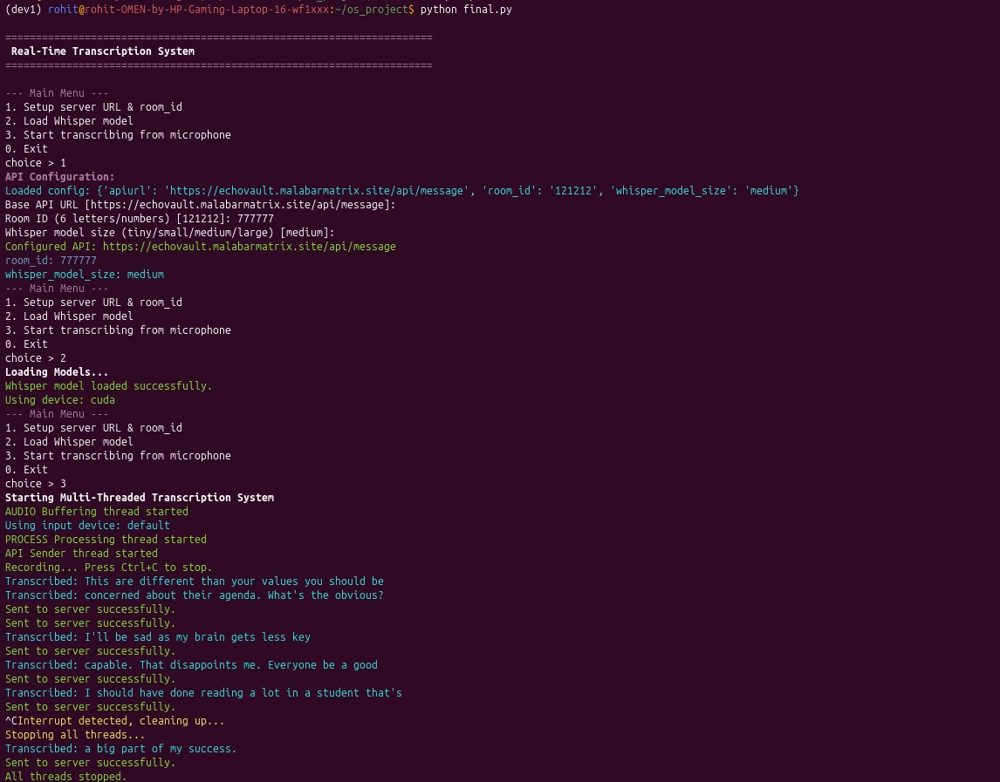 (dev1) rohit@rohit-OMEN-by-HP-Gaming-Laptop-16-wf1xxx:~/os_project$ python final.py
======================================================================
Real-Time Transcription System
======================================================================
--- Main Menu ---
1. Setup server URL & room_id
2. Load Whisper model
3. Start transcribing from microphone
0. Exit
choice > 1
API Configuration:
Loaded config: {'apiurl': 'https://echovault.malabarmatrix.site/api/message', 'room_id': '121212', 'whisper_model_size': 'medium'}
Base API URL [https://echovault.malabarmatrix.site/api/message]:
Room ID (6 letters/numbers) [121212]: 777777
Whisper model size (tiny/small/medium/large) [medium]:
Configured API: https://echovault.malabarmatrix.site/api/message
room_id: 777777
whisper_model_size: medium
--- Main Menu ---
1. Setup server URL & room_id
2. Load Whisper model
3. Start transcribing from microphone
0. Exit
choice > 2
Loading Models...
Whisper model loaded successfully.
Using device: cuda
--- Main Menu ---
1. Setup server URL & room_id
2. Load Whisper model
3. Start transcribing from microphone
0. Exit
choice > 3
Starting Multi-Threaded Transcription System
AUDIO Buffering thread started
Using input device: default
PROCESS Processing thread started
API Sender thread started
Recording... Press Ctrl+C to stop.
Transcribed: This are different than your values you should be
Transcribed: concerned about their agenda. What's the obvious?
Sent to server successfully.
Sent to server successfully.
Transcribed: I'll be sad as my brain gets less key
Sent to server successfully.
Transcribed: capable. That disappoints me. Everyone be a good
Sent to server successfully.
Transcribed: I should have done reading a lot in a student that's
Sent to server successfully.
^CInterrupt detected, cleaning up...
Stopping all threads...
Transcribed: a big part of my success.
Sent to server successfully.
All threads stopped.